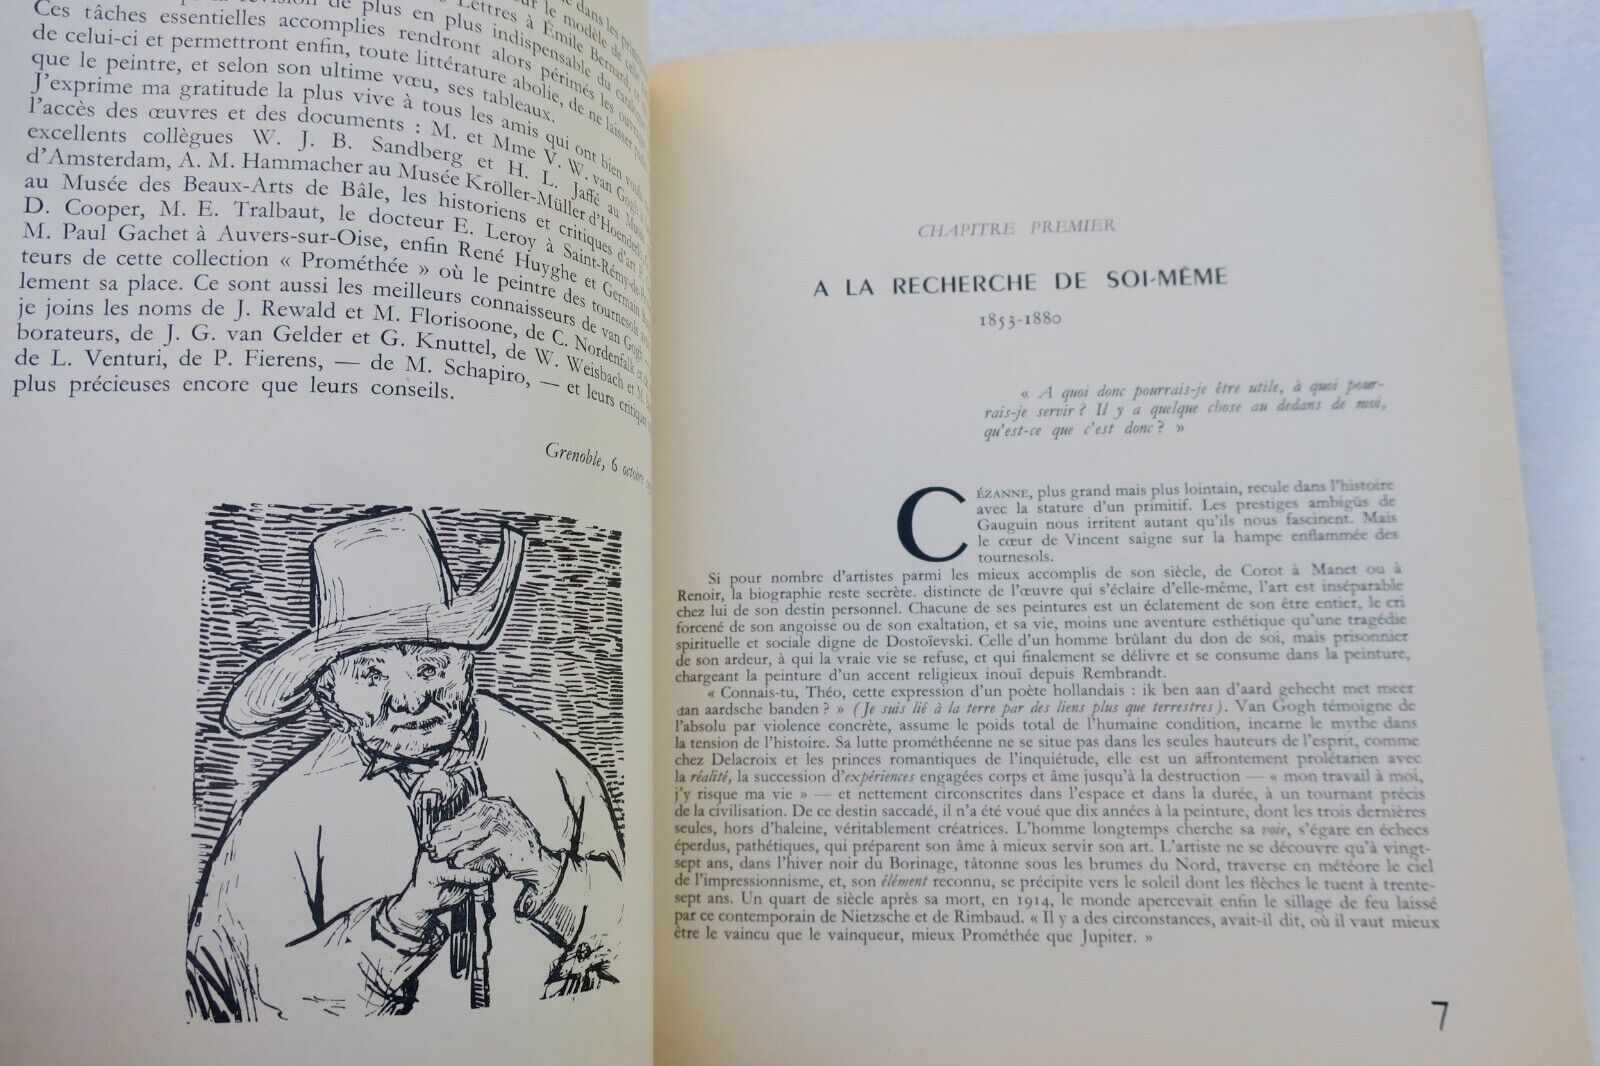 Lettres à Émile Bernard, ce
révision de plus en plus indispensable du catalogue
Ces tâches essentielles accomplies rendront alors périmés les ouvrages
de celui-ci et permettront enfin, toute littérature abolie, de ne laisser
que le peintre, et selon son ultime vœu, ses tableaux.
J'exprime ma gratitude la plus vive à tous les amis qui ont bien voulu
l'accès des œuvres et des documents : M. et Mme V. W. van Gogh à
excellents collègues W. J. B. Sandberg et H. L. Jaffé au
d'Amsterdam, A. M. Hammacher au Musée Kröller-Müller d'Hoenderloo,
au Musée des Beaux-Arts de Bâle, les historiens et critiques d'art
D. Cooper, M. E. Tralbaut, le docteur E. Leroy à Saint-Rémy-de-
M. Paul Gachet à Auvers-sur-Oise, enfin René Huyghe et Germain
teurs de cette collection « Prométhée » où le peintre des tournesols
lement sa place. Ce sont aussi les meilleurs connaisseurs de van Gogh
je joins les noms de J. Rewald et M. Florisoone, de C. Nordenfalk et
borateurs, de J. G. van Gelder et G. Knuttel, de W. Weisbach et M.
de L. Venturi, de P. Fierens, — de M. Schapiro, — et leurs critiques
plus précieuses encore que leurs conseils.
Grenoble, 6 octobre
CHAPITRE PREMIER
A LA RECHERCHE DE SOI-MÊME
1853-1880
« A quoi donc pourrais-je être utile, à quoi pour-
rais-je servir ? Il y a quelque chose au dedans de moi,
qu'est-ce que c'est donc ? »
CÉZANNE, plus grand mais plus lointain, recule dans l'histoire
avec la stature d'un primitif. Les prestiges ambigüs de
Gauguin nous irritent autant qu'ils nous fascinent. Mais
le cœur de Vincent saigne sur la hampe enflammée des
tournesols.
Si pour nombre d'artistes parmi les mieux accomplis de son siècle, de Corot à Manet ou à
Renoir, la biographie reste secrète. distincte de l'œuvre qui s'éclaire d'elle-même, l'art est inséparable
chez lui de son destin personnel. Chacune de ses peintures est un éclatement de son être entier, le cri
forcené de son angoisse ou de son exaltation, et sa vie, moins une aventure esthétique qu'une tragédie
spirituelle et sociale digne de Dostoïevski. Celle d'un homme brûlant du don de soi, mais prisonnier
de son ardeur, à qui la vraie vie se refuse, et qui finalement se délivre et se consume dans la peinture,
chargeant la peinture d'un accent religieux inouï depuis Rembrandt.
« Connais-tu, Théo, cette expression d'un poète hollandais : ik ben aan d'aard gehecht met meer
dan aardsche banden ? » (Je suis lié à la terre par des liens plus que terrestres). Van Gogh témoigne de
l'absolu par violence concrète, assume le poids total de l'humaine condition, incarne le mythe dans
la tension de l'histoire. Sa lutte prométhéenne ne se situe pas dans les seules hauteurs de l'esprit, comme
chez Delacroix et les princes romantiques de l'inquiétude, elle est un affrontement prolétarien avec
la réalité, la succession d'expériences engagées corps et âme jusqu'à la destruction — « mon travail à moi,
j'y risque ma vie » — et nettement circonscrites dans l'espace et dans la durée, à un tournant précis
de la civilisation. De ce destin saccadé, il n'a été voué que dix années à la peinture, dont les trois dernières
seules, hors d'haleine, véritablement créatrices. L'homme longtemps cherche sa voie, s'égare en échecs
éperdus, pathétiques, qui préparent son âme à mieux servir son art. L'artiste ne se découvre qu'à vingt-
sept ans, dans l'hiver noir du Borinage, tâtonne sous les brumes du Nord, traverse en météore le ciel
de l'impressionnisme, et, son élément reconnu, se précipite vers le soleil dont les flèches le tuent à trente-
sept ans. Un quart de siècle après sa mort, en 1914, le monde apercevait enfin le sillage de feu laissé
par ce contemporain de Nietzsche et de Rimbaud. « Il y a des circonstances, avait-il dit, où il vaut mieux
être le vaincu que le vainqueur, mieux Prométhée que Jupiter. »
7